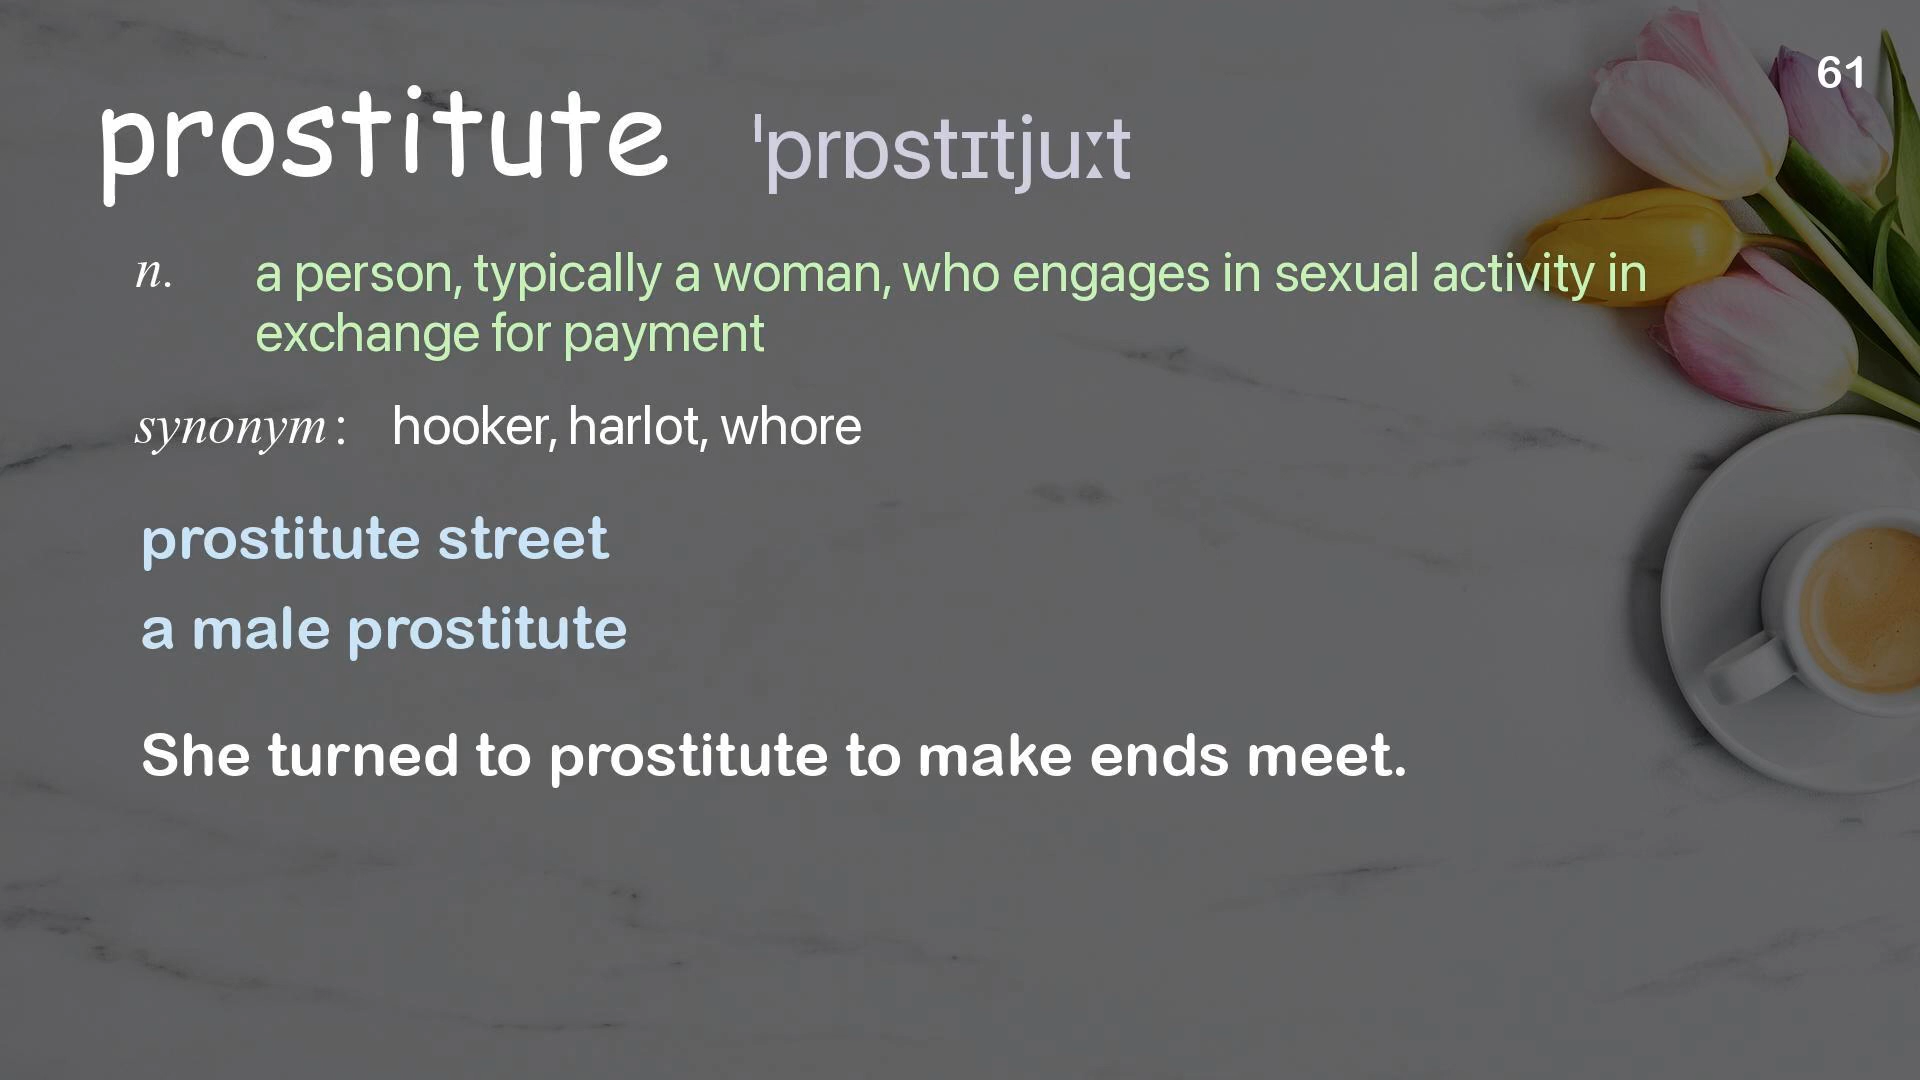 61
prostitute ˈprɒstɪtjuːt
n. a person, typically a woman, who engages in sexual activity in
exchange for payment
synonym : hooker, harlot, whore
prostitute street
a male prostitute
She turned to prostitute to make ends meet.